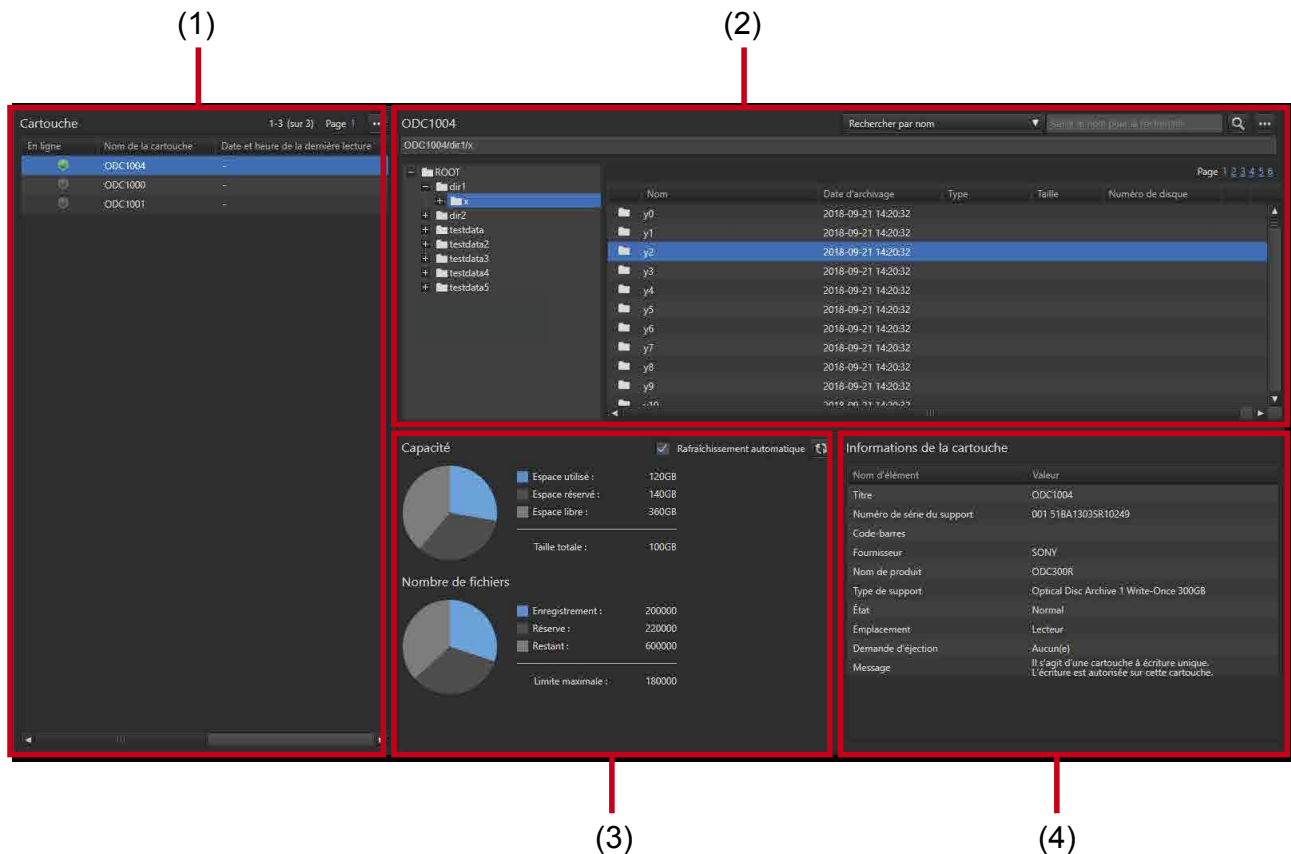 (1)
(2)
Cartouche 1-3 (sur 3) Page 1
En ligne Nom de la cartouche Date et heure de la dernière lecture
ODC1004 -
ODC1000 -
ODC1001 -
ODC1004 Rechercher par nom
ODC1004/dir1/x
ROOT
dir1
x
dir2
testdata
testdata2
testdata3
testdata4
testdata5
Page 1 2 3 4 5 6
Nom Date d'archivage Type Taille Numéro de disque
y0 2018-09-21 14:20:32
y1 2018-09-21 14:20:32
y2 2018-09-21 14:20:32
y3 2018-09-21 14:20:32
y4 2018-09-21 14:20:32
y5 2018-09-21 14:20:32
y6 2018-09-21 14:20:32
y7 2018-09-21 14:20:32
y8 2018-09-21 14:20:32
y9 2018-09-21 14:20:32
y10 2018-09-21 14:20:32
Capacité Rafraîchissement automatique
Espace utilisé : 120GB
Espace réservé : 140GB
Espace libre : 360GB
Taille totale : 100GB
Nombre de fichiers
Enregistrement : 200000
Réserve : 220000
Restant : 600000
Limite maximale : 180000
Informations de la cartouche
Nom d'élément Valeur
Titre ODC1004
Numéro de série du support 001 51BA1303SR10249
Code-barres
Fournisseur SONY
Nom de produit ODC300R
Type de support Optical Disc Archive 1 Write-Once 300GB
État Normal
Emplacement Lecteur
Demande d'éjection Aucun(e)
Message Il s'agit d'une cartouche à écriture unique.
L'écriture est autorisée sur cette cartouche.
(3)
(4)